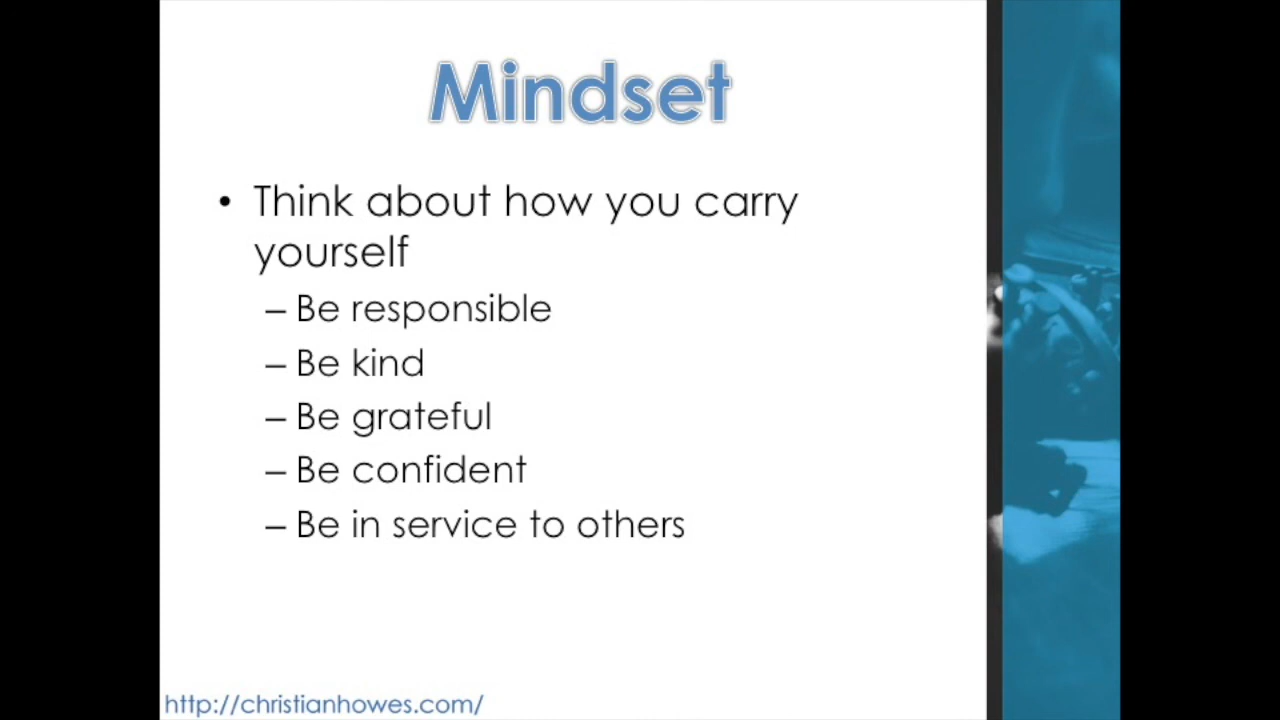 Mindset
• Think about how you carry
yourself
– Be responsible
– Be kind
– Be grateful
– Be confident
– Be in service to others
http://christianhowes.com/